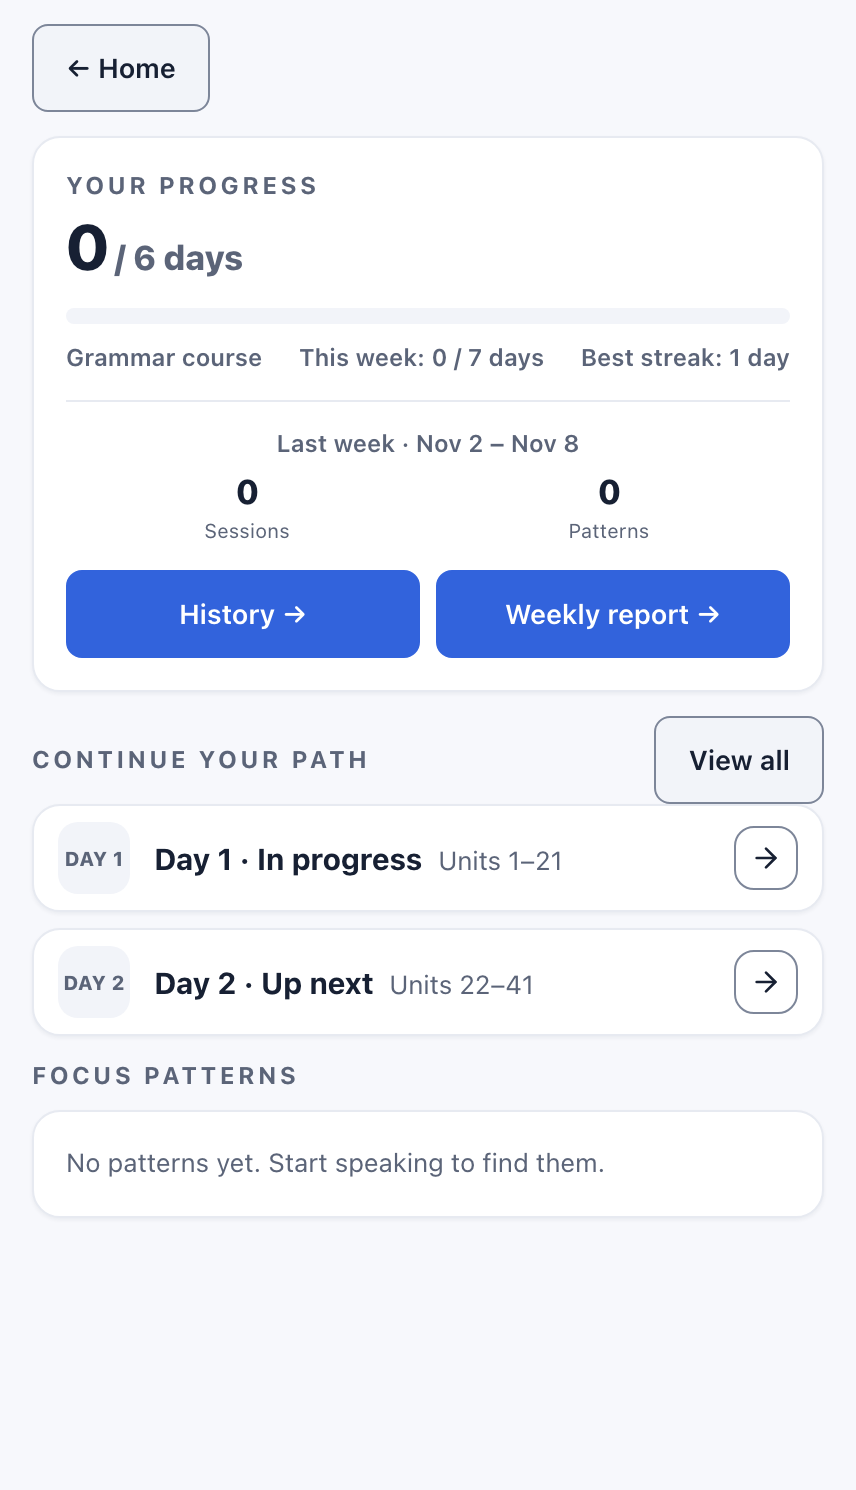 ← Home
YOUR PROGRESS
0 / 6 days
Grammar course This week: 0 / 7 days Best streak: 1 day
Last week · Nov 2 – Nov 8
0 0
Sessions Patterns
History → Weekly report →
CONTINUE YOUR PATH View all
DAY 1 Day 1 · In progress Units 1–21 →
DAY 2 Day 2 · Up next Units 22–41 →
FOCUS PATTERNS
No patterns yet. Start speaking to find them.